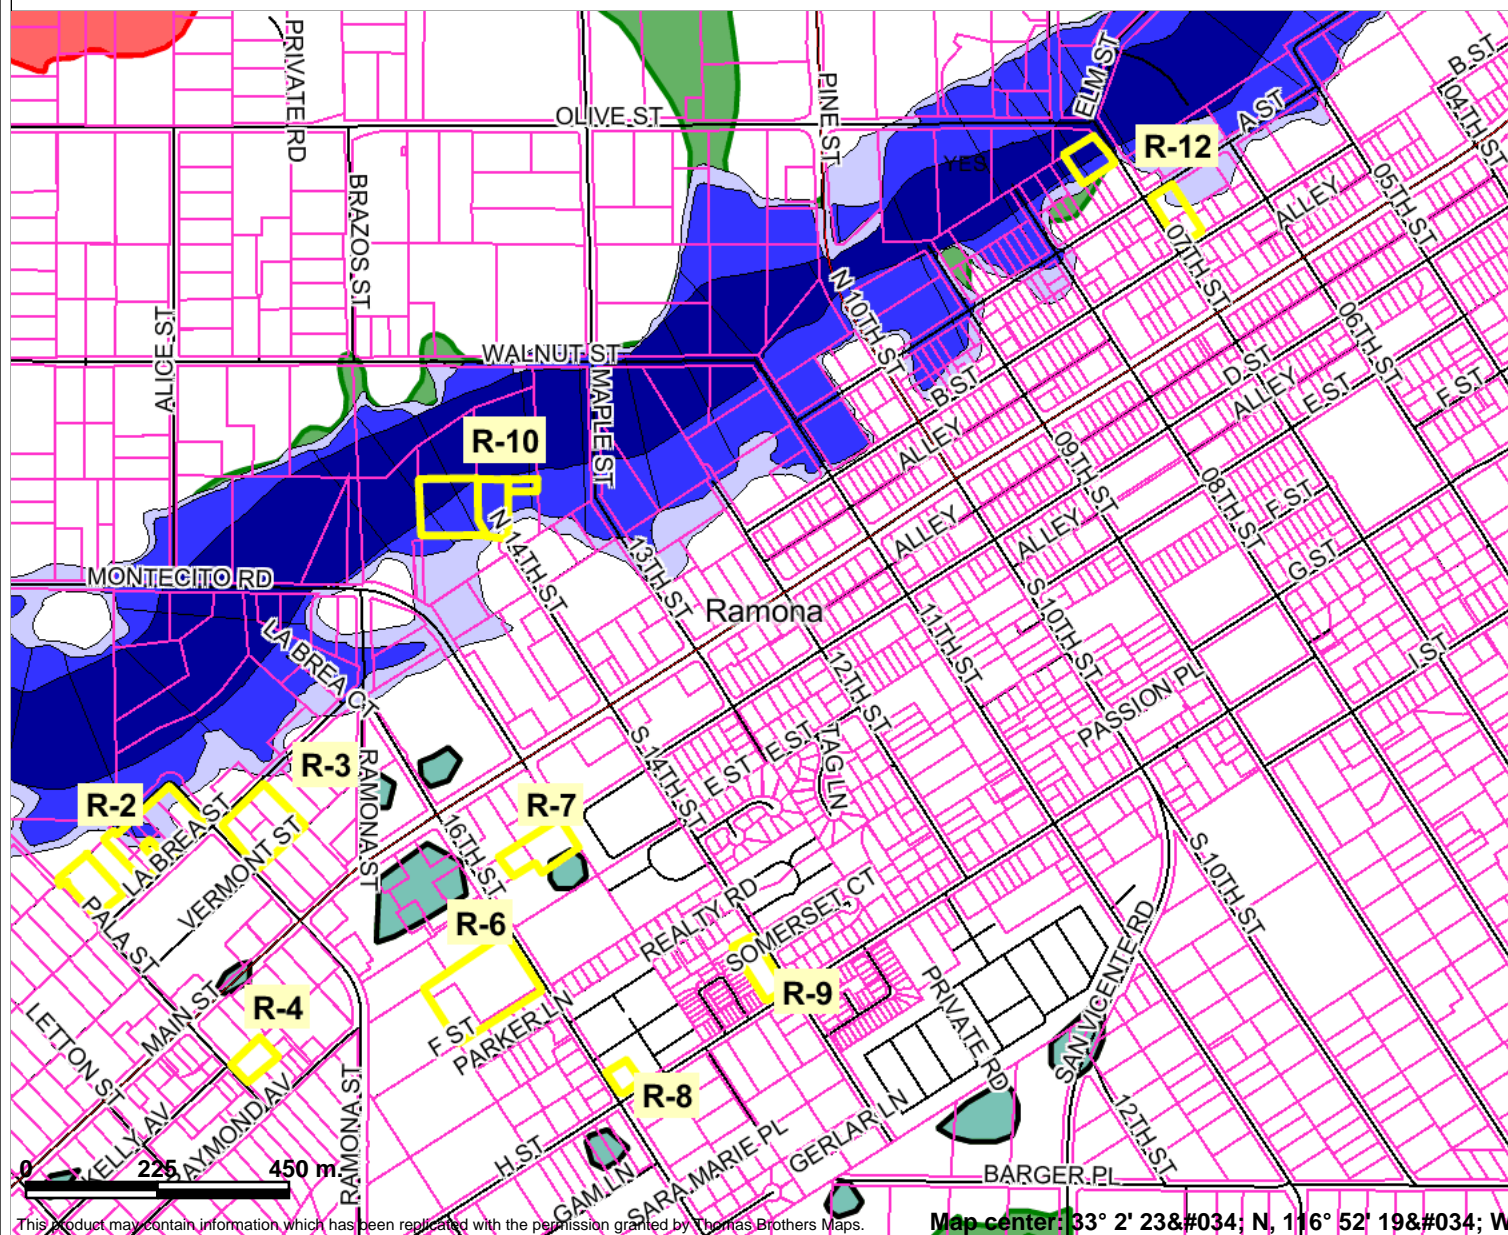 PRIVATE RD
OLIVE ST
PINE ST
ELM ST
B ST
04TH ST
A ST
YES
R-12
05TH ST
ALLEY
07TH ST
BRAZOS ST
ALICE ST
N 10TH ST
06TH ST
WALNUT ST
MAPLE ST
B ST
D ST
ALLEY
E ST
F ST
R-10
ALLEY
09TH ST
08TH ST
F ST
N 14TH ST
13TH ST
ALLEY
ALLEY
G ST
MONTECITO RD
Ramona
11TH ST
S 10TH ST
I ST
LA BREA CT
12TH ST
PASSION PL
S 14TH ST
E ST
E ST
TAG LN
R-3
RAMONA ST
R-2
LA BREA ST
VERMONT ST
R-7
16TH ST
S 10TH ST
PALA ST
R-6
REALTY RD
SOMERSET CT
R-9
PRIVATE RD
SAN VICENTE RD
MAIN ST
R-4
LETTON ST
F ST
PARKER LN
R-8
KELLY AV
RAYMOND AV
RAMONA ST
H ST
GAM LN
SARA MARIE PL
GERLAR LN
12TH ST
BARGER PL
0 225 450 m.
This product may contain information which has been replicated with the permission granted by Thomas Brothers Maps.
Map center: 33° 2' 23&#034; N, 116° 52' 19&#034; W